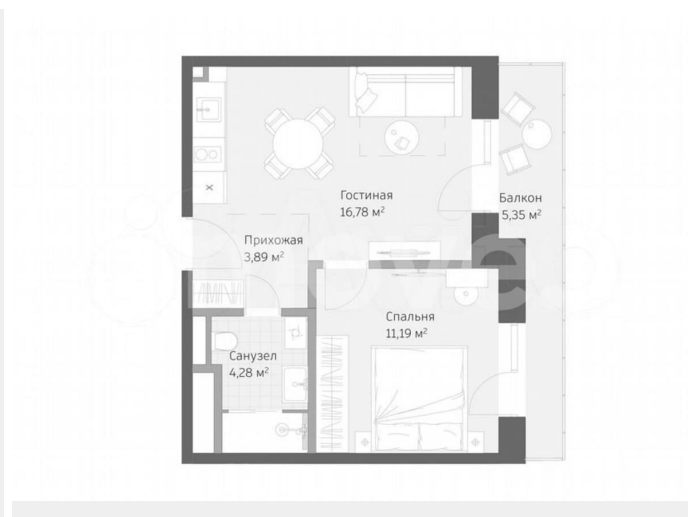 Гостиная
16,78 м²
Балкон
5,35 м²
Прихожая
3,89 м²
X
Спальня
11,19 м²
Санузел
4,28 м²